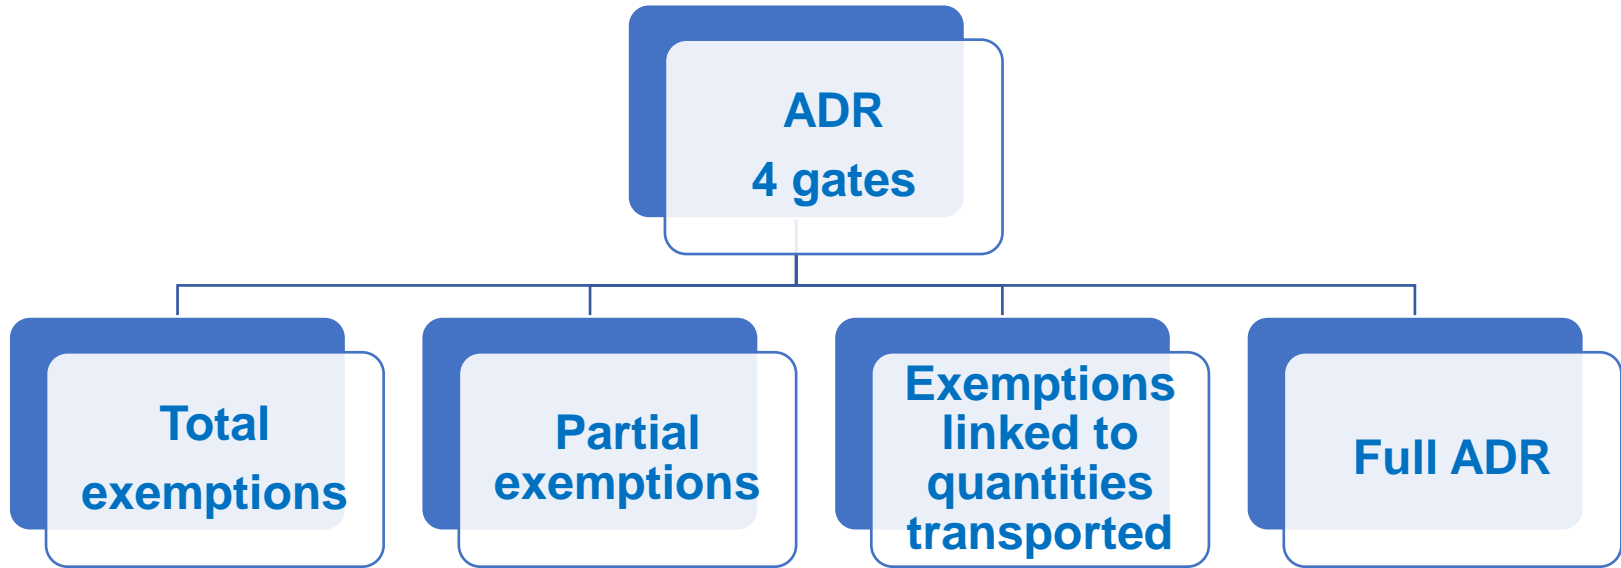 ADR
4 gates
Total
exemptions
Partial
exemptions
Exemptions
linked to
quantities
transported
Full ADR